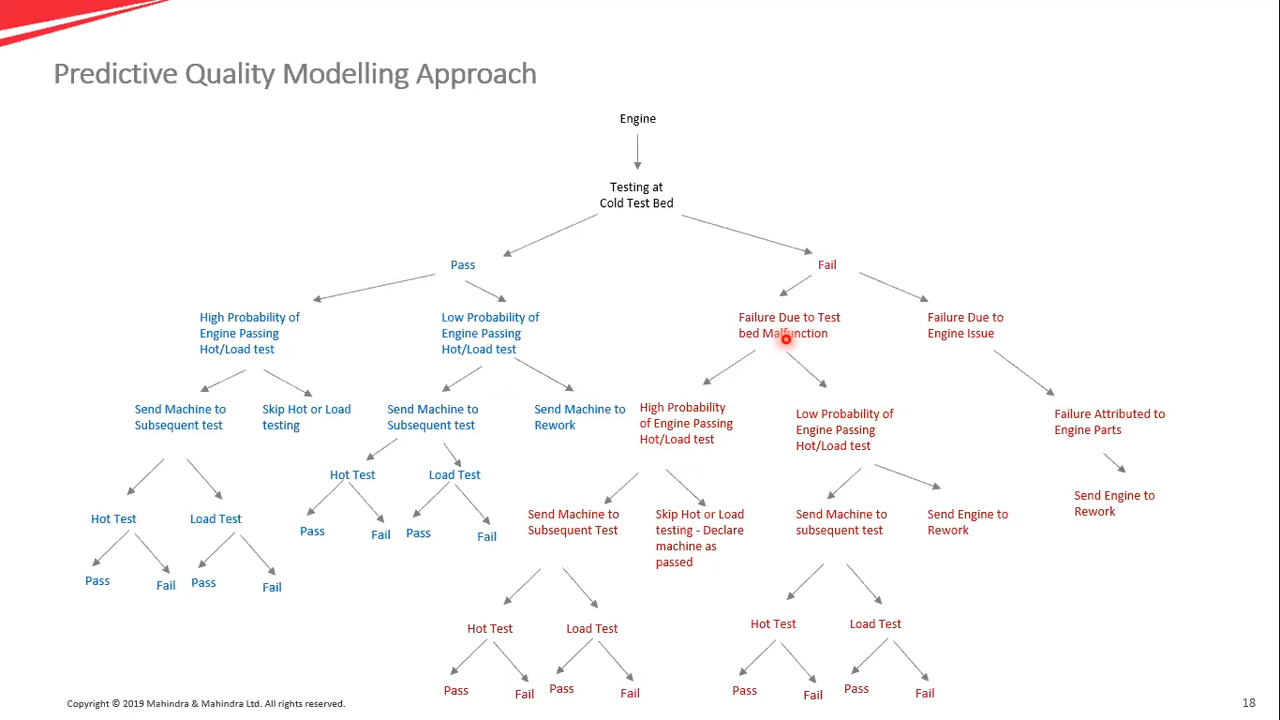 Predictive Quality Modelling Approach
Engine
Testing at
Cold Test Bed
Pass
Fail
High Probability of
Engine Passing
Hot/Load test
Low Probability of
Engine Passing
Hot/Load test
Failure Due to Test
bed Malfunction
Failure Due to
Engine Issue
Send Machine to
Subsequent test
Skip Hot or Load
testing
Send Machine to
Subsequent test
Send Machine to
Rework
High Probability
of Engine Passing
Hot/Load test
Low Probability of
Engine Passing
Hot/Load test
Failure Attributed to
Engine Parts
Hot Test
Load Test
Hot Test
Load Test
Send Machine to
Subsequent Test
Skip Hot or Load
testing - Declare
machine as
passed
Send Machine to
subsequent test
Send Engine to
Rework
Send Engine to
Rework
Pass
Fail
Pass
Fail
Pass
Fail
Pass
Fail
Hot Test
Load Test
Hot Test
Load Test
Pass
Fail
Pass
Fail
Pass
Fail
Pass
Fail
Copyright © 2019 Mahindra & Mahindra Ltd. All rights reserved.
18